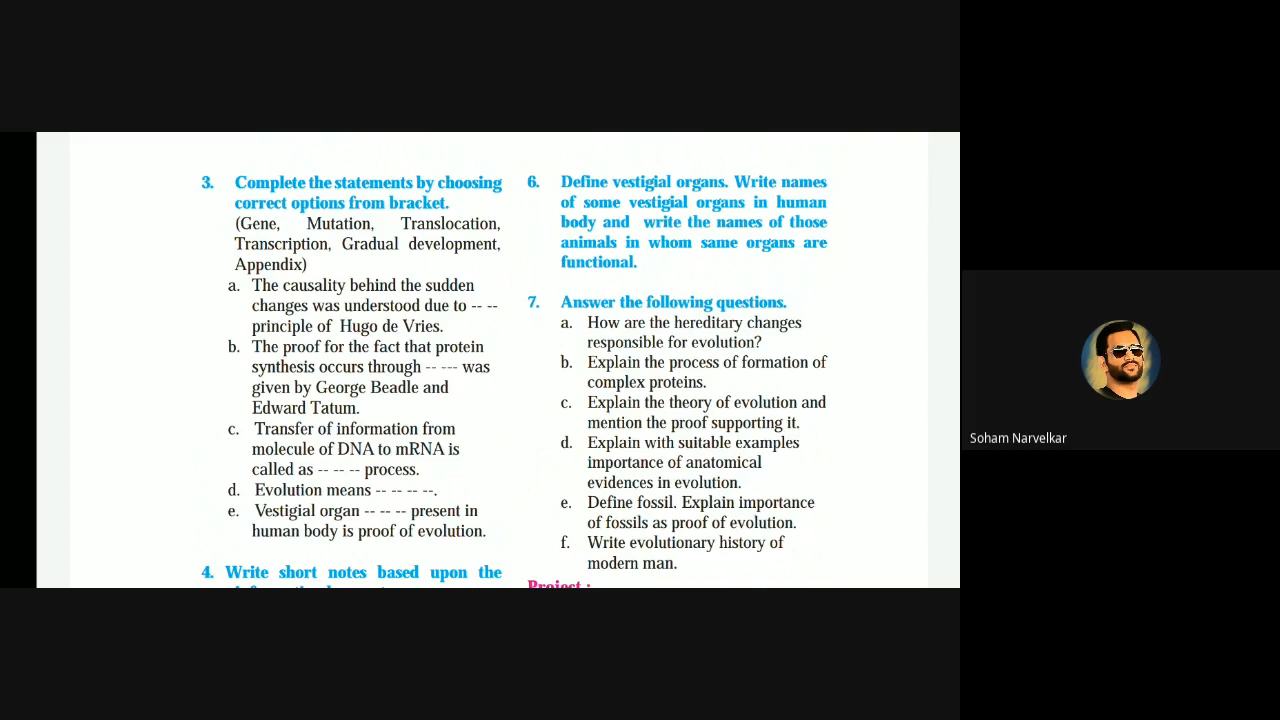 3. Complete the statements by choosing
correct options from bracket.
(Gene, Mutation, Translocation,
Transcription, Gradual development,
Appendix)
a. The causality behind the sudden
changes was understood due to -- --
principle of Hugo de Vries.
b. The proof for the fact that protein
synthesis occurs through -- --- was
given by George Beadle and
Edward Tatum.
c. Transfer of information from
molecule of DNA to mRNA is
called as -- -- -- process.
d. Evolution means -- -- -- --.
e. Vestigial organ -- -- -- present in
human body is proof of evolution.
4. Write short notes based upon the
6. Define vestigial organs. Write names
of some vestigial organs in human
body and write the names of those
animals in whom same organs are
functional.
7. Answer the following questions.
a. How are the hereditary changes
responsible for evolution?
b. Explain the process of formation of
complex proteins.
c. Explain the theory of evolution and
mention the proof supporting it.
d. Explain with suitable examples
importance of anatomical
evidences in evolution.
e. Define fossil. Explain importance
of fossils as proof of evolution.
f. Write evolutionary history of
modern man.
Project :
Soham Narvelkar